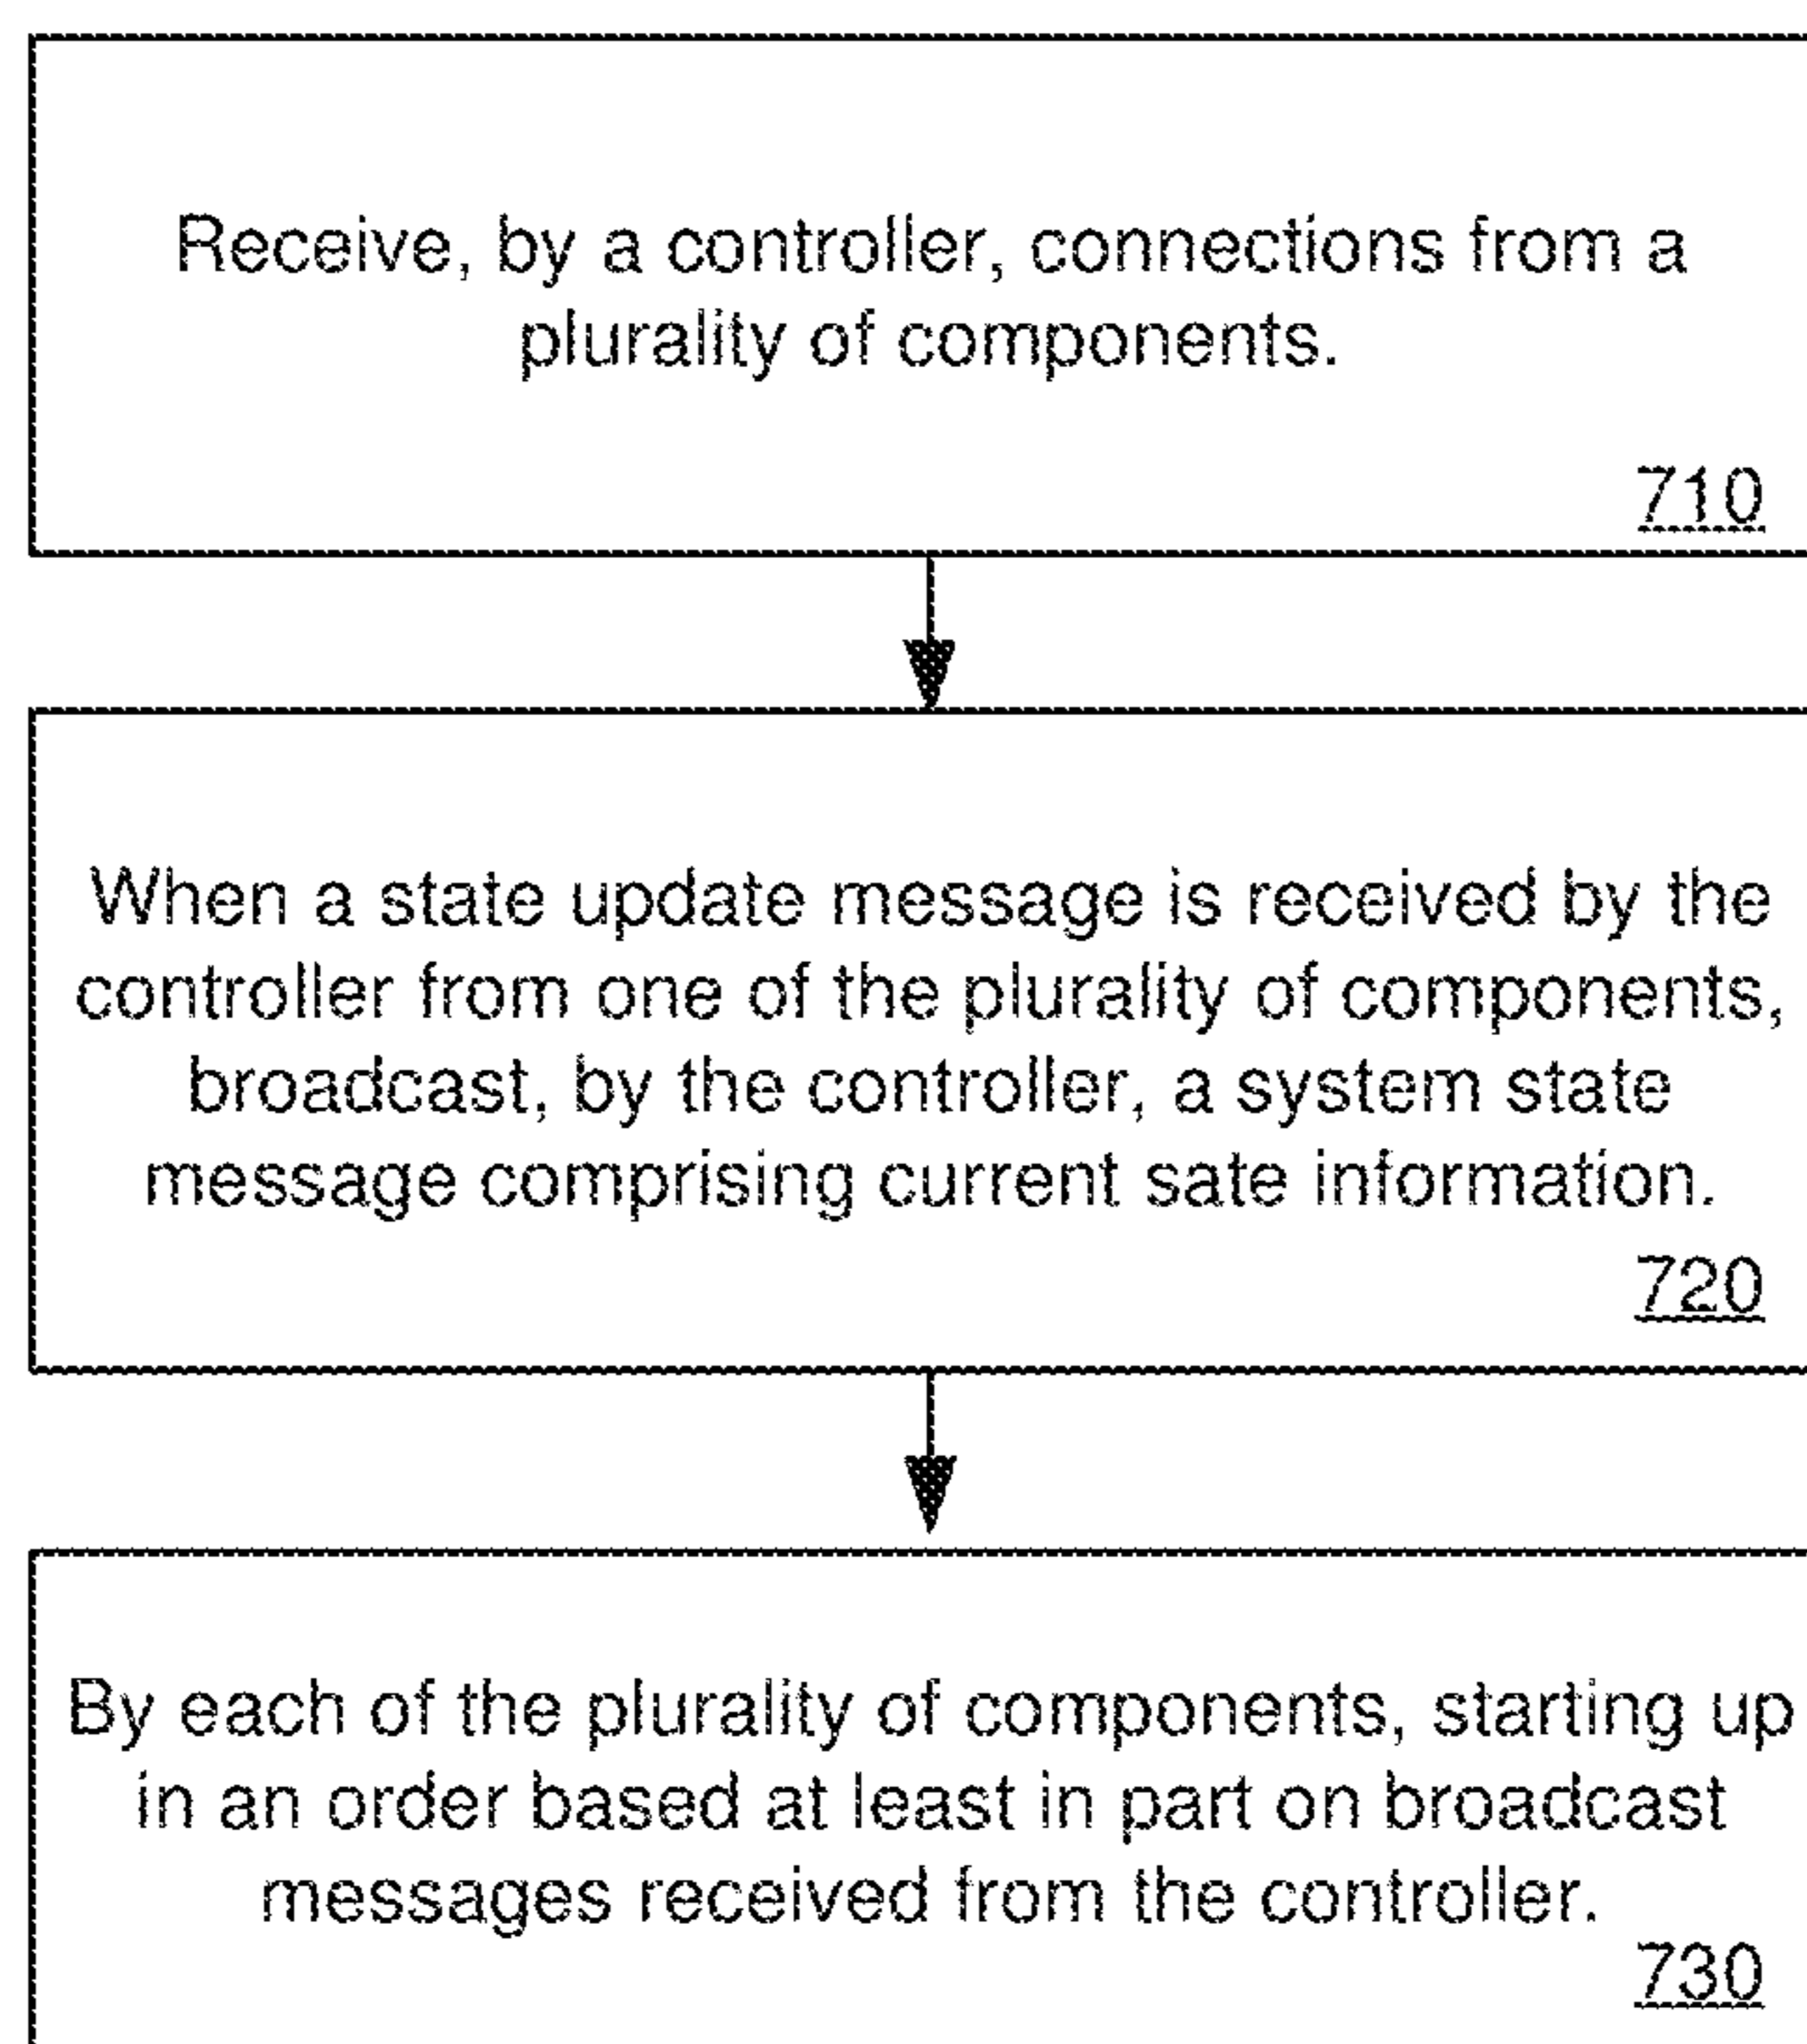 Receive, by a controller, connections from a
plurality of components.
710
When a state update message is received by the
controller from one of the plurality of components,
broadcast, by the controller, a system state
message comprising current sate information.
720
By each of the plurality of components, starting up
in an order based at least in part on broadcast
messages received from the controller.
730